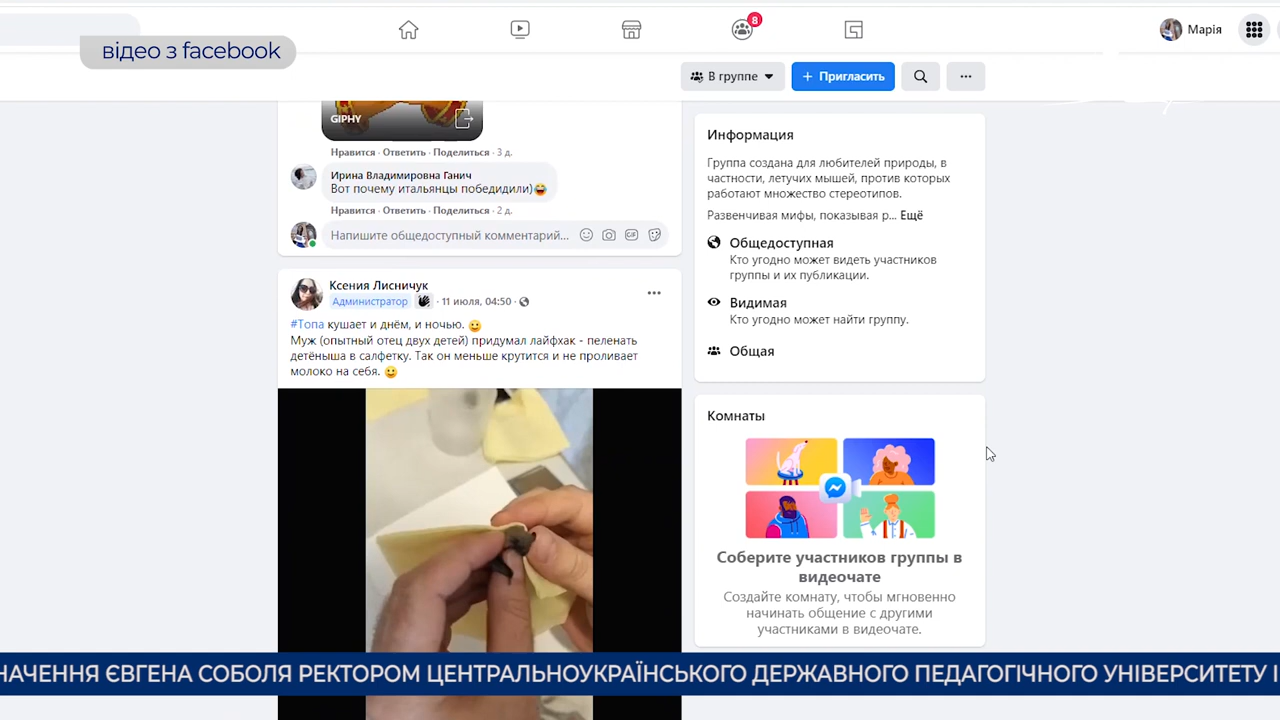 8
Марія
відео з facebook
В группе
+ Пригласить
GIPHY
Нравится · Ответить · Поделиться · 3 д.
Ирина Владимировна Ганич
Вот почему итальянцы победидили)
Нравится · Ответить · Поделиться · 2 д.
Напишите общедоступный комментарий...
GIF
Ксения Лисничук
Администратор · 11 июля, 04:50 ·
#Топа кушает и днём, и ночью.
Муж (опытный отец двух детей) придумал лайфхак - пеленать
детёныша в салфетку. Так он меньше крутится и не проливает
молоко на себя.
Информация
Группа создана для любителей природы, в
частности, летучих мышей, против которых
работают множество стереотипов.
Развенчивая мифы, показывая р... Ещё
Общедоступная
Кто угодно может видеть участников
группы и их публикации.
Видимая
Кто угодно может найти группу.
Общая
Комнаты
Соберите участников группы в
видеочате
Создайте комнату, чтобы мгновенно
начинать общение с другими
участниками в видеочате.
НАЧЕННЯ ЄВГЕНА СОБОЛЯ РЕКТОРОМ ЦЕНТРАЛЬНОУКРАЇНСЬКОГО ДЕРЖАВНОГО ПЕДАГОГІЧНОГО УНІВЕРСИТЕТУ І